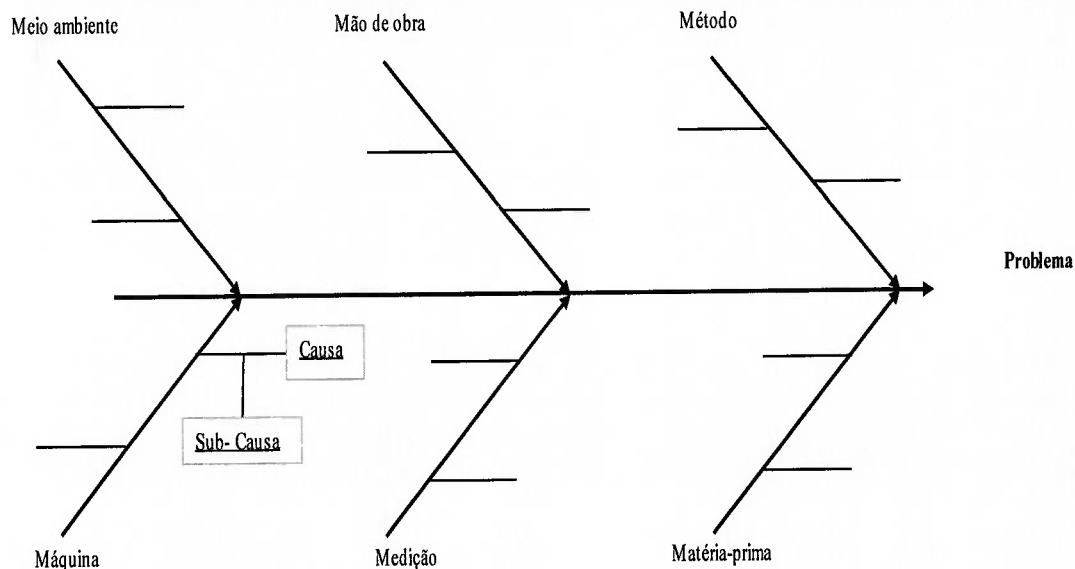 Meio ambiente
Mão de obra
Método
Problema
Causa
Sub- Causa
Máquina
Medição
Matéria-prima